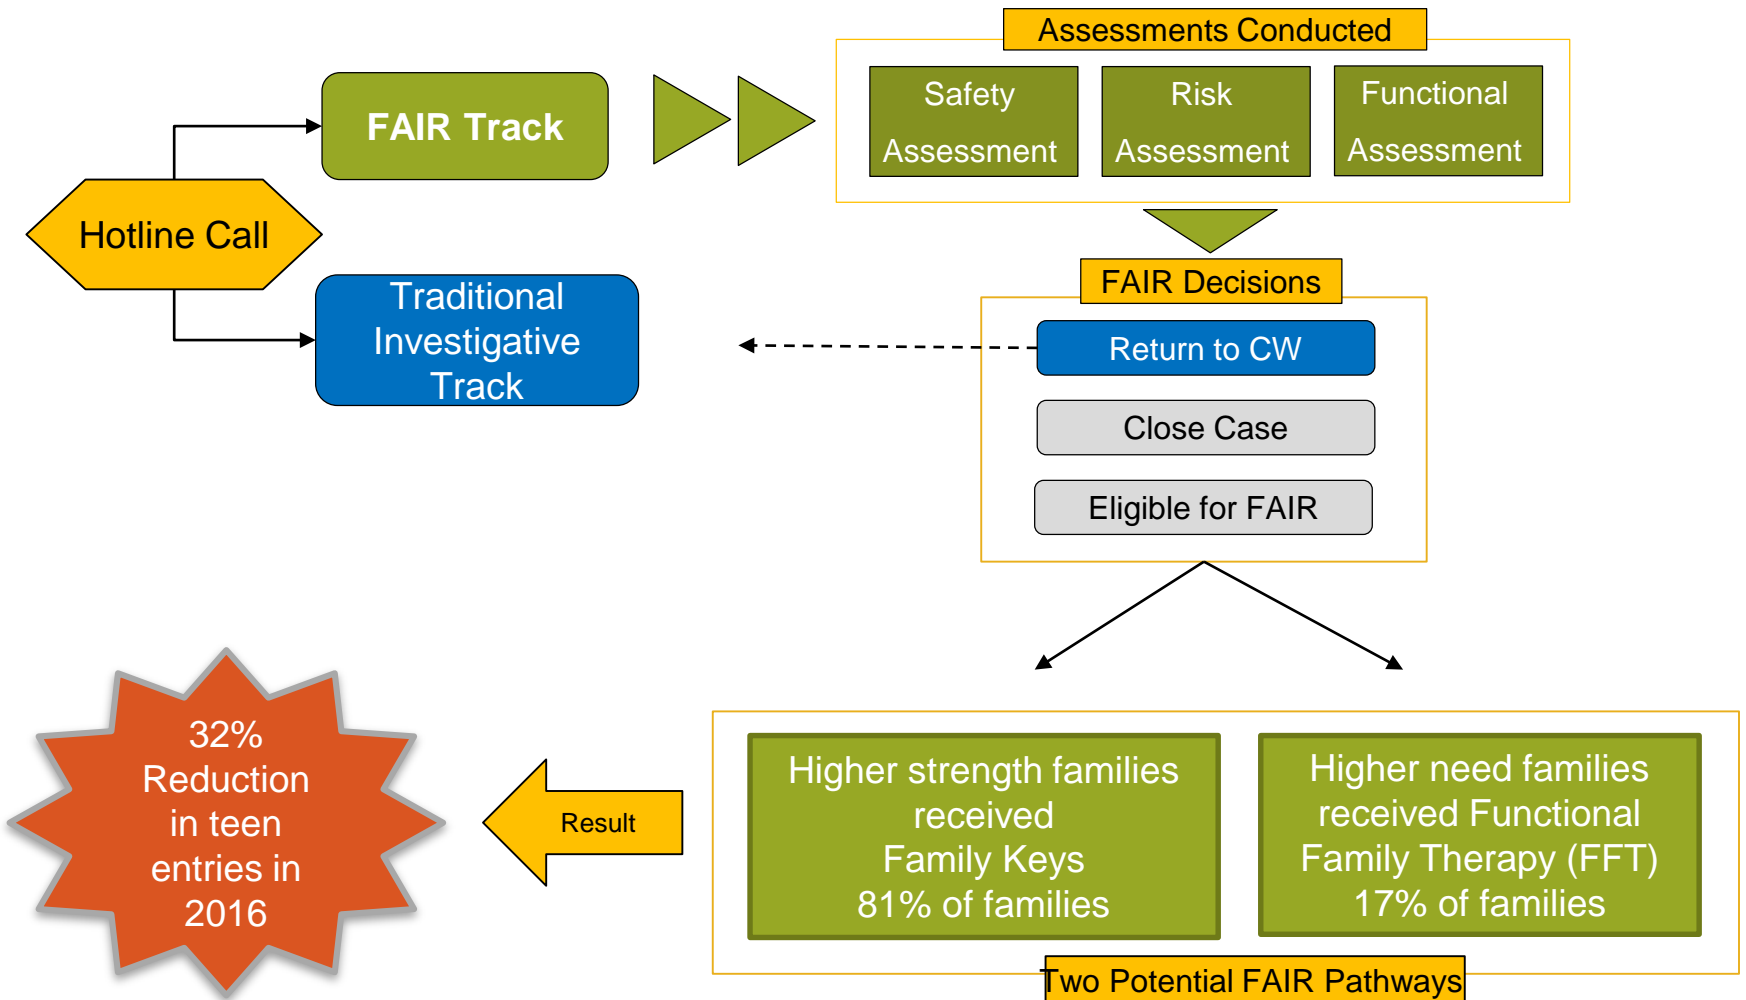 Assessments Conducted
FAIR Track
Safety
Assessment
Risk
Assessment
Functional
Assessment
Hotline Call
Traditional
Investigative
Track
FAIR Decisions
Return to CW
Close Case
Eligible for FAIR
32%
Reduction
in teen
entries in
2016
Result
Higher strength families
received
Family Keys
81% of families
Higher need families
received Functional
Family Therapy (FFT)
17% of families
Two Potential FAIR Pathways